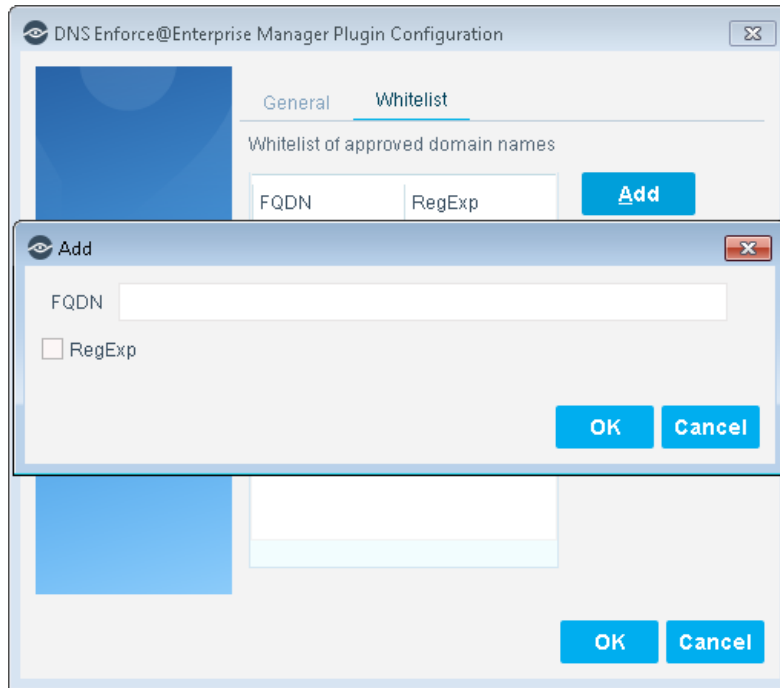 DNS Enforce@Enterprise Manager Plugin Configuration
General Whitelist
Whitelist of approved domain names
FQDN RegExp Add
Add
FQDN
RegExp
OK Cancel
OK Cancel